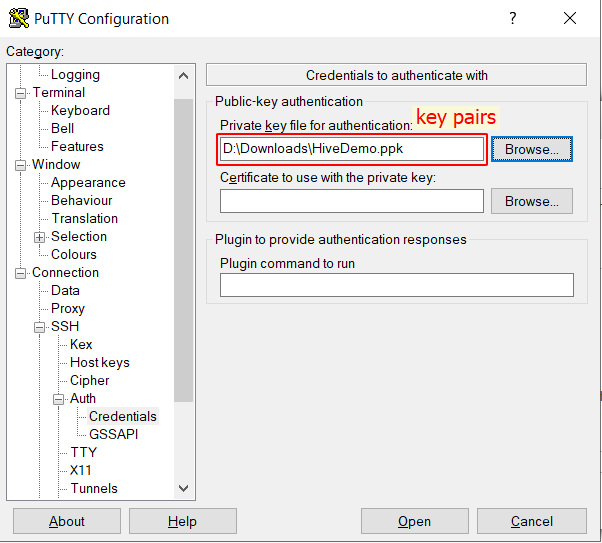 PuTTY Configuration
?
Category:
Logging
Terminal
Keyboard
Bell
Features
Window
Appearance
Behaviour
Translation
Selection
Colours
Connection
Data
Proxy
SSH
Kex
Host keys
Cipher
Auth
Credentials
GSSAPI
TTY
X11
Tunnels
Credentials to authenticate with
Public-key authentication
key pairs
Private key file for authentication:
D:\Downloads\HiveDemo.ppk
Browse...
Certificate to use with the private key:
Browse...
Plugin to provide authentication responses
Plugin command to run
About
Help
Open
Cancel